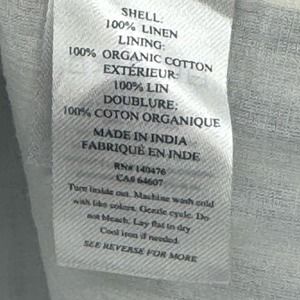 SHELL:
100% LINEN
LINING:
100% ORGANIC COTTON
EXTÉRIEUR:
100% LIN
DOUBLURE:
100% COTON ORGANIQUE
MADE IN INDIA
FABRIQUÉ EN INDE
RN# 140476
CA# 64607
Turn inside out. Machine wash cold
with like colors. Gentle cycle. Do
not bleach. Lay flat to dry
Cool iron if needed.
SEE REVERSE FOR MORE